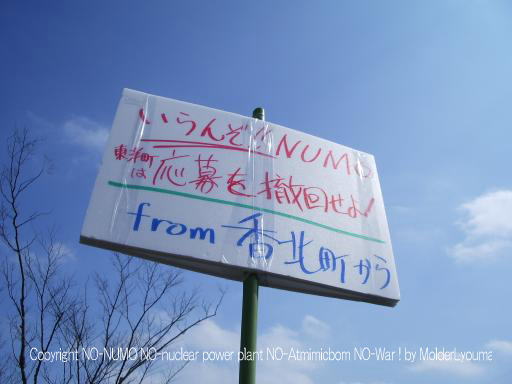 いらんぞ!! NUMO
東洋町は 応募を撤回せよ!
from 香北町から
Copyright NO-NUMO NO-nuclear power plant NO-Atmimicbom NO-War ! by MolderLyouma